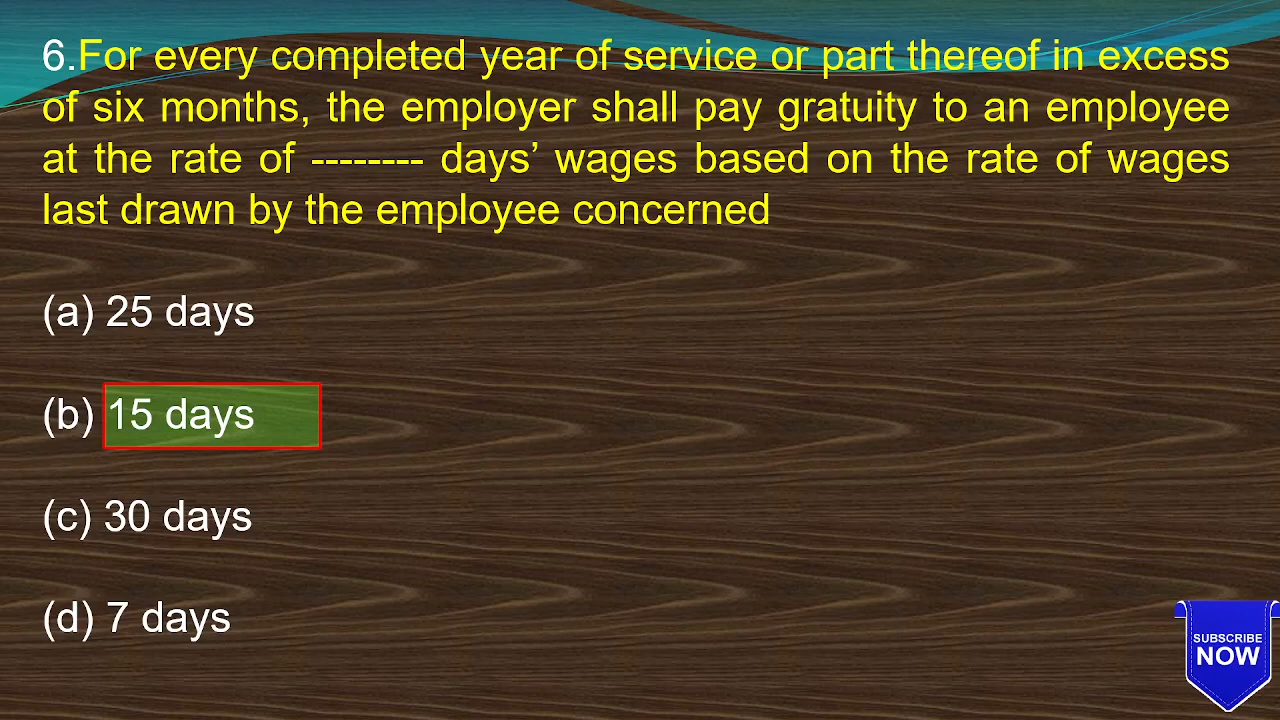 6.For every completed year of service or part thereof in excess
of six months, the employer shall pay gratuity to an employee
at the rate of -------- days’ wages based on the rate of wages
last drawn by the employee concerned
(a) 25 days
(b) 15 days
(c) 30 days
(d) 7 days
SUBSCRIBE
NOW